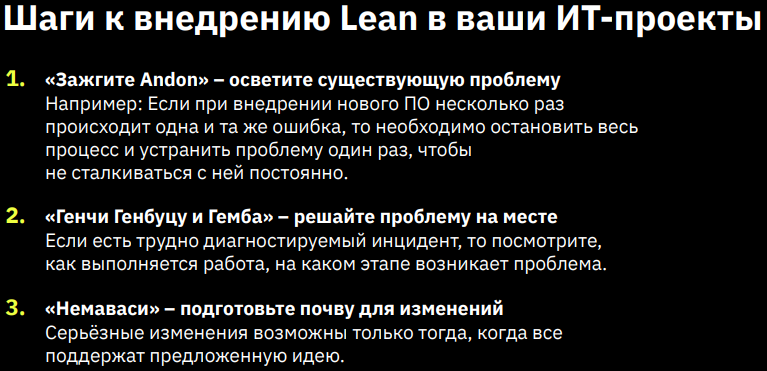 Шаги к внедрению Lean в ваши ИТ-проекты
1. «Зажгите Andon» – осветите существующую проблему
Например: Если при внедрении нового ПО несколько раз
происходит одна и та же ошибка, то необходимо остановить весь
процесс и устранить проблему один раз, чтобы
не сталкиваться с ней постоянно.
2. «Генчи Генбуцу и Гемба» – решайте проблему на месте
Если есть трудно диагностируемый инцидент, то посмотрите,
как выполняется работа, на каком этапе возникает проблема.
3. «Немаваси» – подготовьте почву для изменений
Серьёзные изменения возможны только тогда, когда все
поддержат предложенную идею.